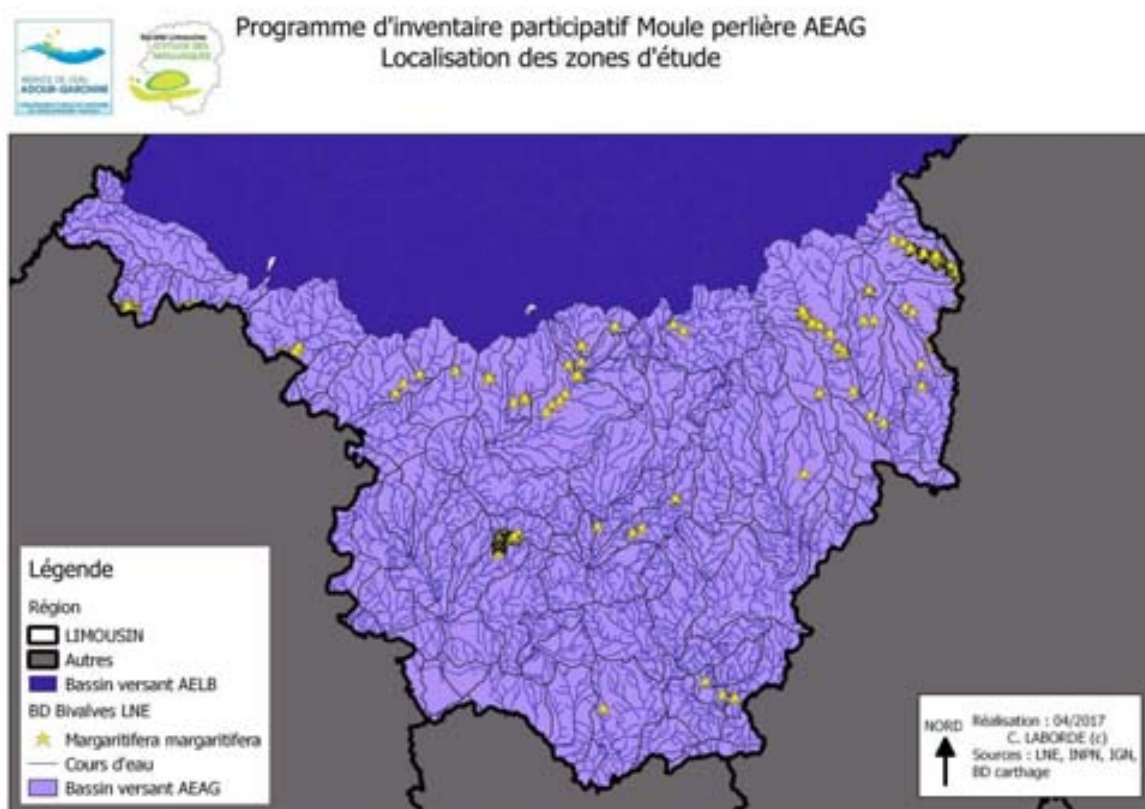 Programme d'inventaire participatif Moule perlière AEAG
Localisation des zones d'étude
ADOUR-GARONNE
Légende
Région
LIMOUSIN
Autres
Bassin versant AELB
BD Bivalves LNE
Margaritifera margaritifera
Cours d'eau
Bassin versant AEAG
NORD
Réalisation : 04/2017
C. LABORDE (c)
Sources : LNE, INPN, IGN,
BD carthage